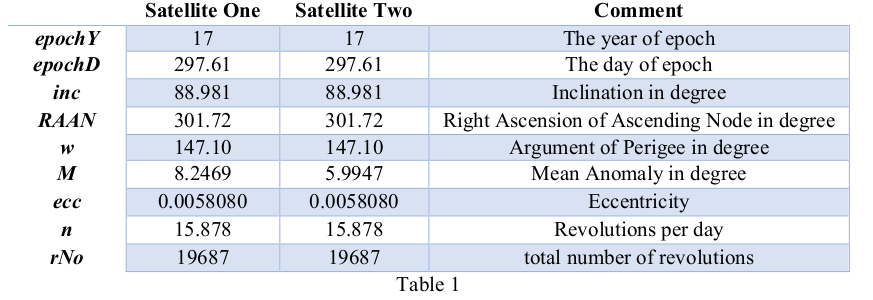 Satellite One Satellite Two Comment
epochY 17 17 The year of epoch
epochD 297.61 297.61 The day of epoch
inc 88.981 88.981 Inclination in degree
RAAN 301.72 301.72 Right Ascension of Ascending Node in degree
w 147.10 147.10 Argument of Perigee in degree
M 8.2469 5.9947 Mean Anomaly in degree
ecc 0.0058080 0.0058080 Eccentricity
n 15.878 15.878 Revolutions per day
rNo 19687 19687 total number of revolutions
Table 1